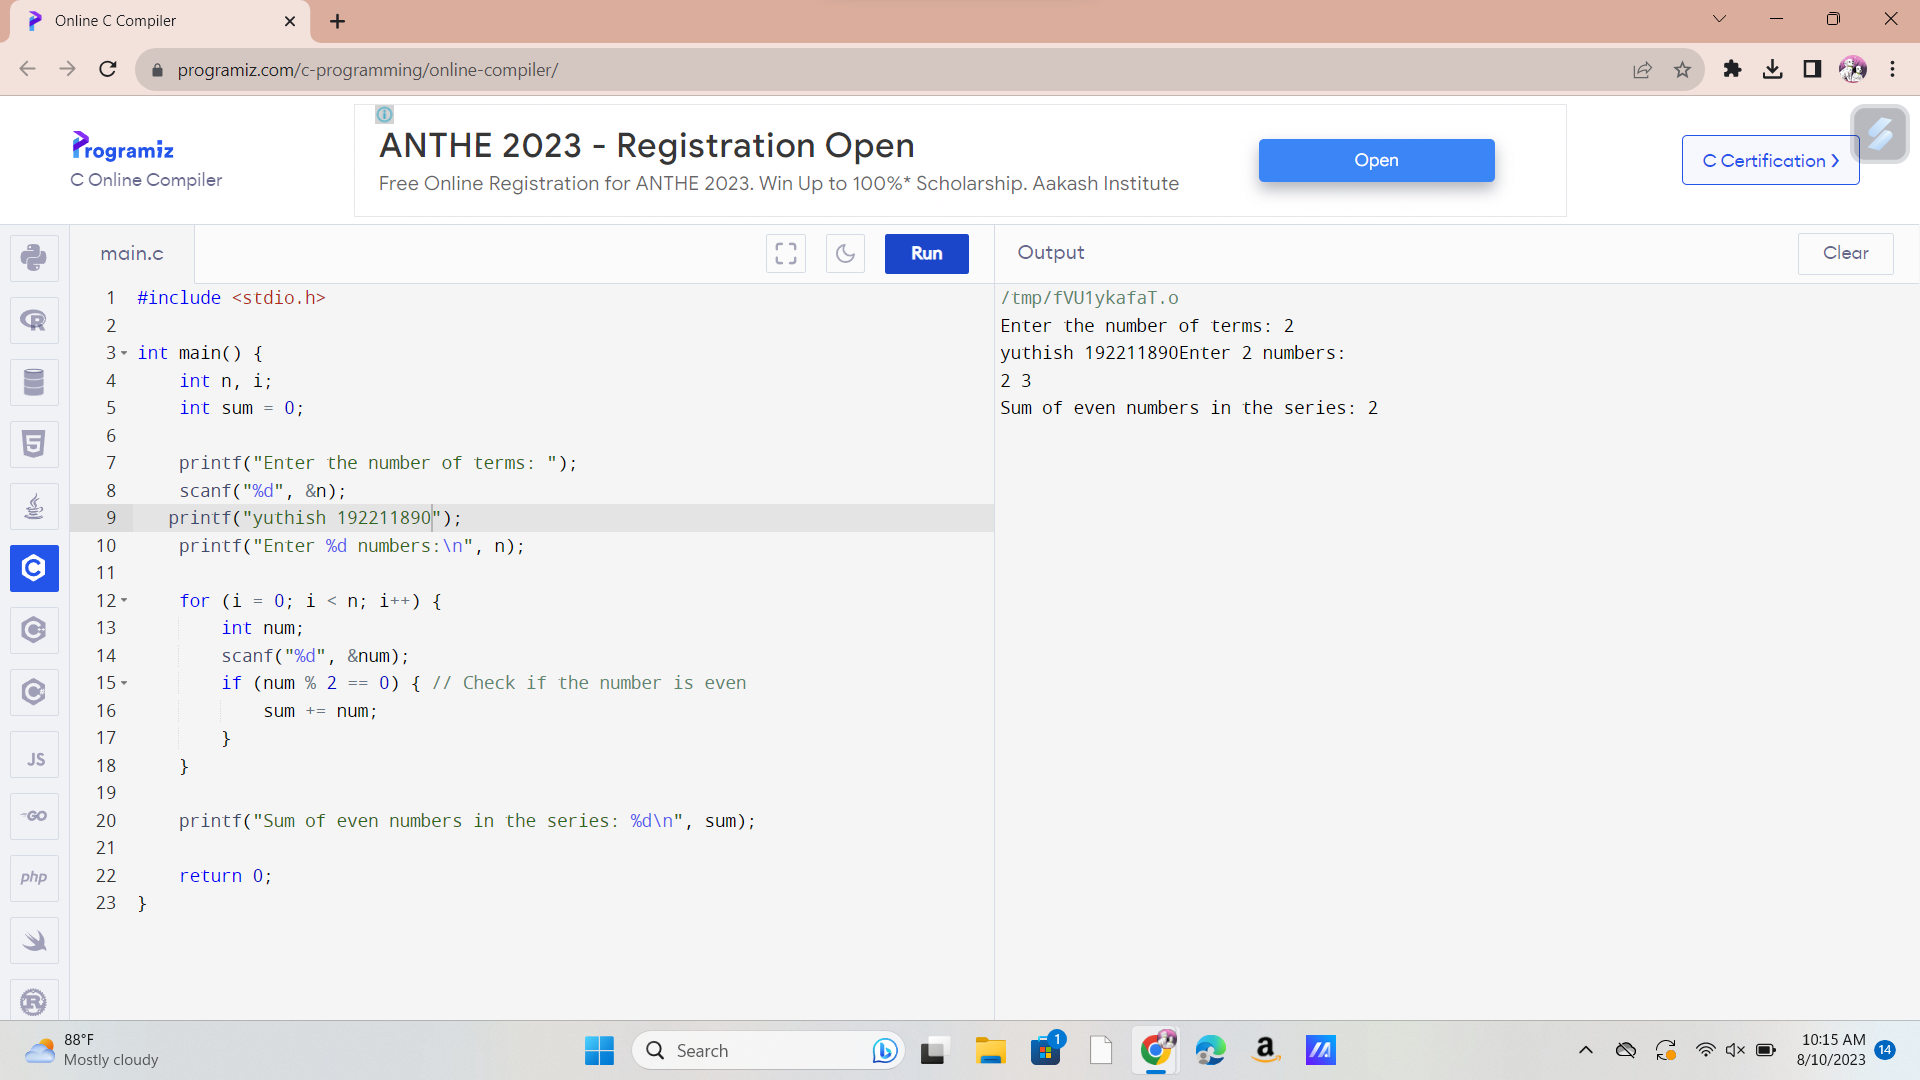 Online C Compiler
programiz.com/c-programming/online-compiler/
Programiz
C Online Compiler
ANTHE 2023 - Registration Open
Free Online Registration for ANTHE 2023. Win Up to 100%* Scholarship. Aakash Institute
Open
C Certification >
main.c
Run
Output
Clear
1 #include <stdio.h>
2
3 int main() {
4     int n, i;
5     int sum = 0;
6
7     printf("Enter the number of terms: ");
8     scanf("%d", &n);
9    printf("yuthish 192211890");
10     printf("Enter %d numbers:\n", n);
11
12     for (i = 0; i < n; i++) {
13         int num;
14         scanf("%d", &num);
15         if (num % 2 == 0) { // Check if the number is even
16             sum += num;
17         }
18     }
19
20     printf("Sum of even numbers in the series: %d\n", sum);
21
22     return 0;
23 }
/tmp/fVU1ykafaT.o
Enter the number of terms: 2
yuthish 192211890Enter 2 numbers:
2 3
Sum of even numbers in the series: 2
R
5
C
C
C
JS
GO
php
R
88°F
Mostly cloudy
Search
1
a
10:15 AM
8/10/2023
14